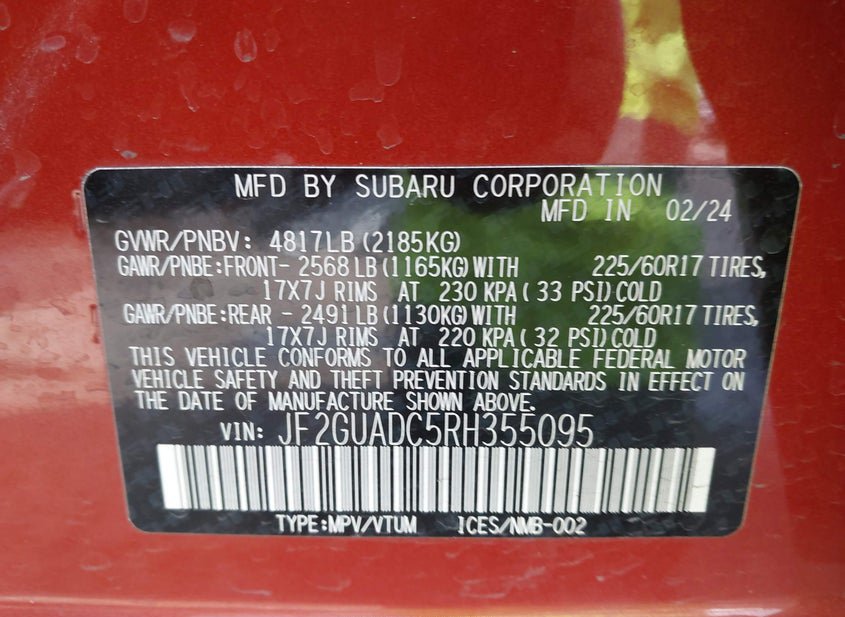 MFD BY SUBARU CORPORATION
MFD IN 02/24
GVWR/PNBV: 4817LB (2185KG)
GAWR/PNBE:FRONT- 2568 LB (1165KG) WITH 225/60R17 TIRES,
17X7J RIMS AT 230 KPA ( 33 PSI) COLD
GAWR/PNBE:REAR - 2491 LB (1130KG) WITH 225/60R17 TIRES,
17X7J RIMS AT 220 KPA ( 32 PSI) COLD
THIS VEHICLE CONFORMS TO ALL APPLICABLE FEDERAL MOTOR
VEHICLE SAFETY AND THEFT PREVENTION STANDARDS IN EFFECT ON
THE DATE OF MANUFACTURE SHOWN ABOVE.
VIN: JF2GUADC5RH355095
TYPE:MPV/VTUM ICES/NMB-002